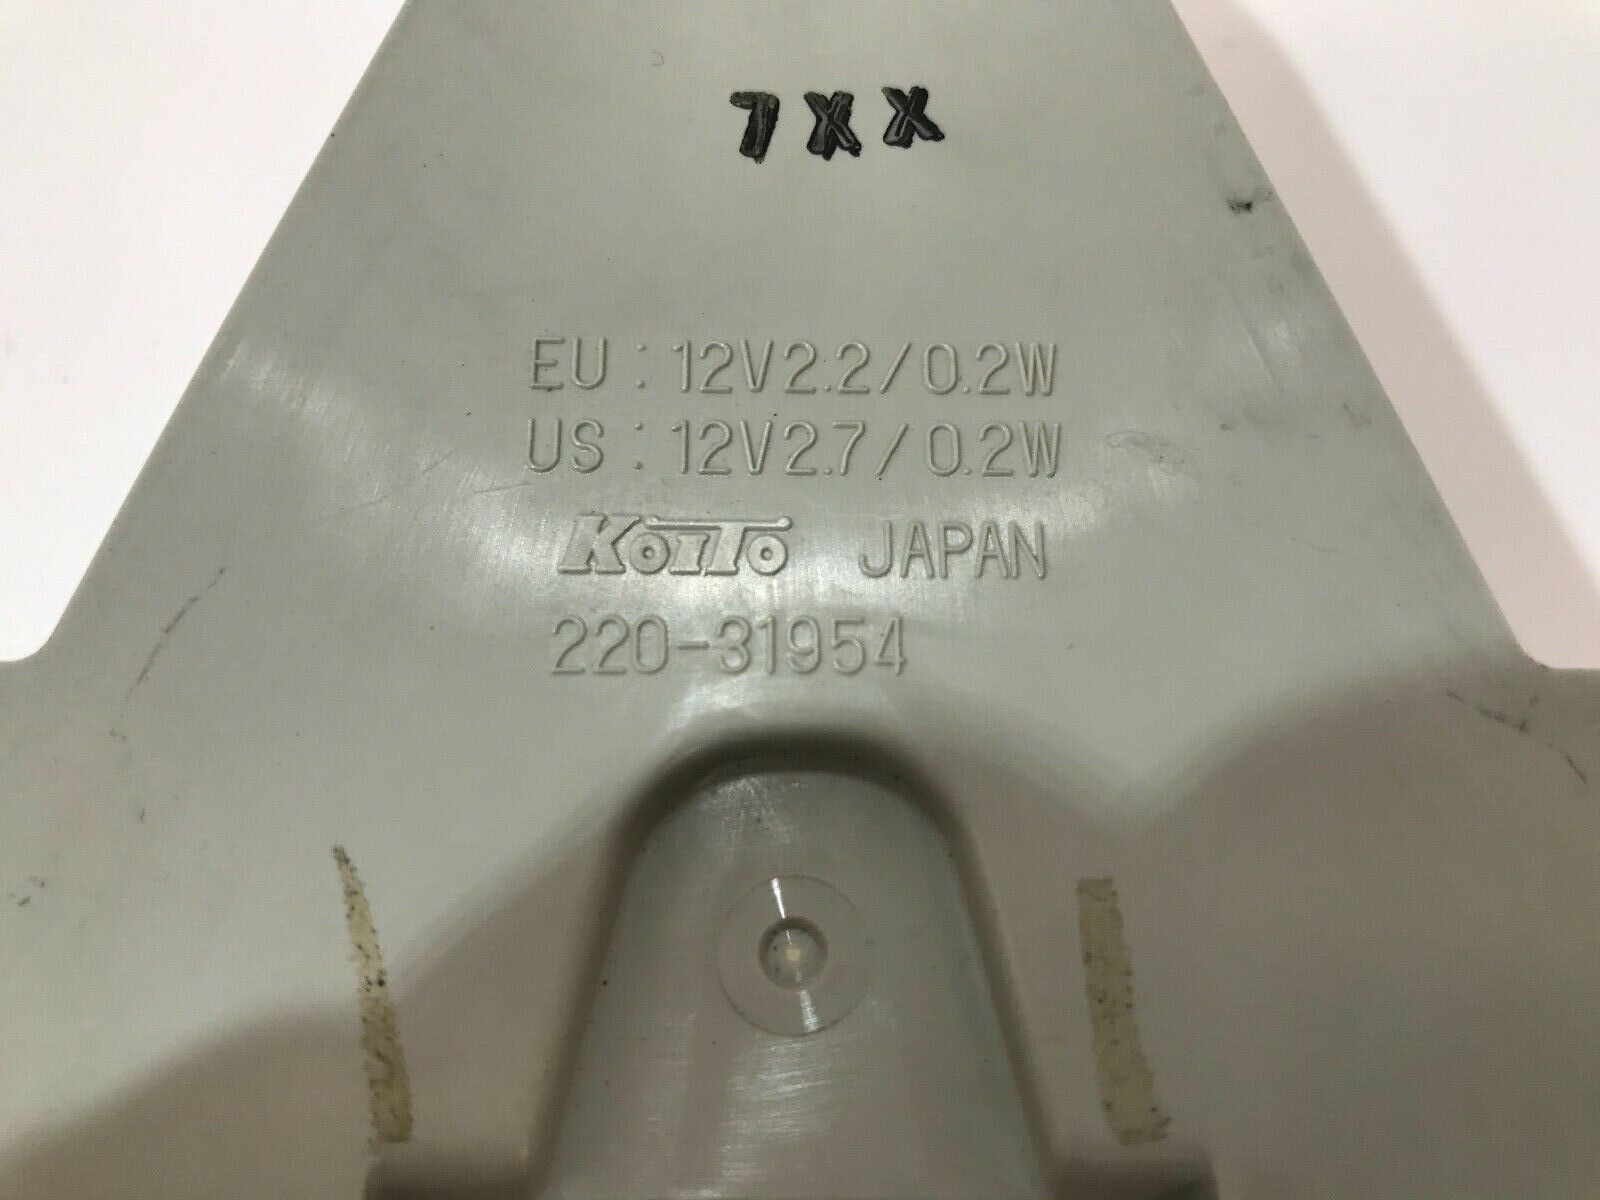 7XX
EU : 12V2.2/0.2W
US : 12V2.7/0.2W
KOITO JAPAN
220-31954